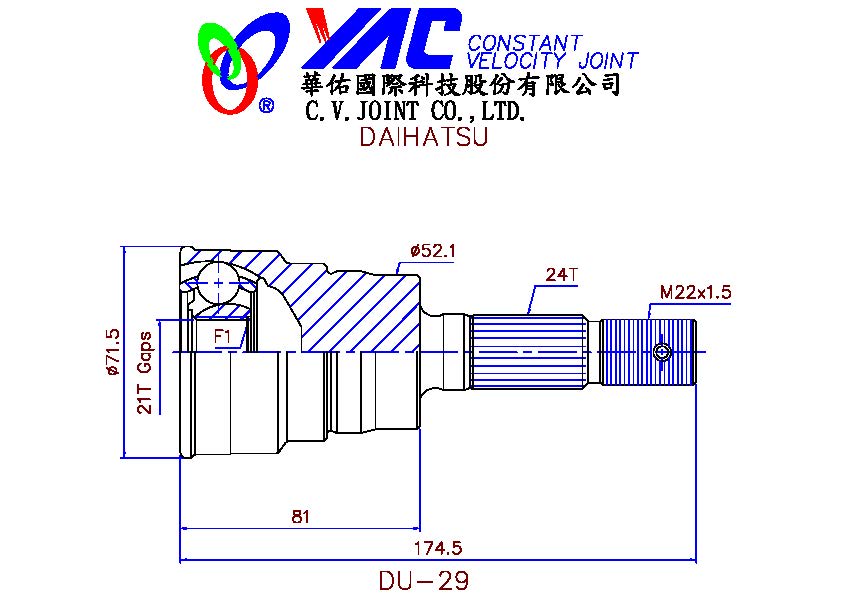 YAC CONSTANT
VELOCITY JOINT
®
華佑國際科技股份有限公司
C.V.JOINT CO.,LTD.
DAIHATSU
ø52.1
24T
M22x1.5
ø71.5
21T Gaps
F1
81
174.5
DU-29